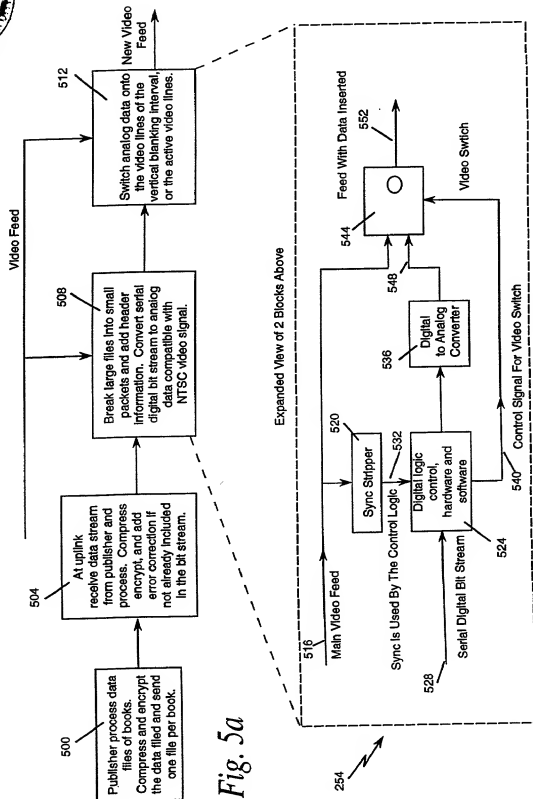 Video Feed
500
Publisher process data
files of books.
Compress and encrypt
the data filed and send
one file per book.
504
At uplink
receive data stream
from publisher and
process. Compress
encrypt, and add
error correction if
not already included
in the bit stream.
508
Break large files into small
packets and add header
information. Convert serial
digital bit stream to analog
data compatible with
NTSC video signal.
512
Switch analog data onto
the video lines of the
vertical blanking interval,
or the active video lines.
New Video
Feed
Fig. 5a
Expanded View of 2 Blocks Above
254
516
Main Video Feed
520
Sync Stripper
Sync Is Used By The Control Logic
532
Digital logic
control,
hardware and
software
524
528
Serial Digital Bit Stream
536
Digital
to Analog
Converter
540
Control Signal For Video Switch
544
548
Feed With Data Inserted
552
Video Swtich